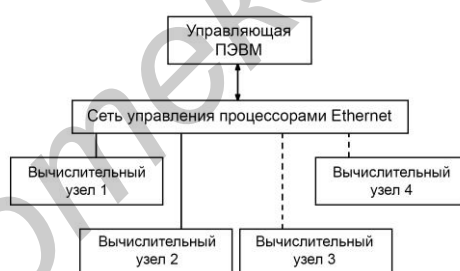 Управляющая
ПЭВМ
Сеть управления процессорами Ethernet
Вычислительный
узел 1
Вычислительный
узел 4
Вычислительный
узел 2
Вычислительный
узел 3